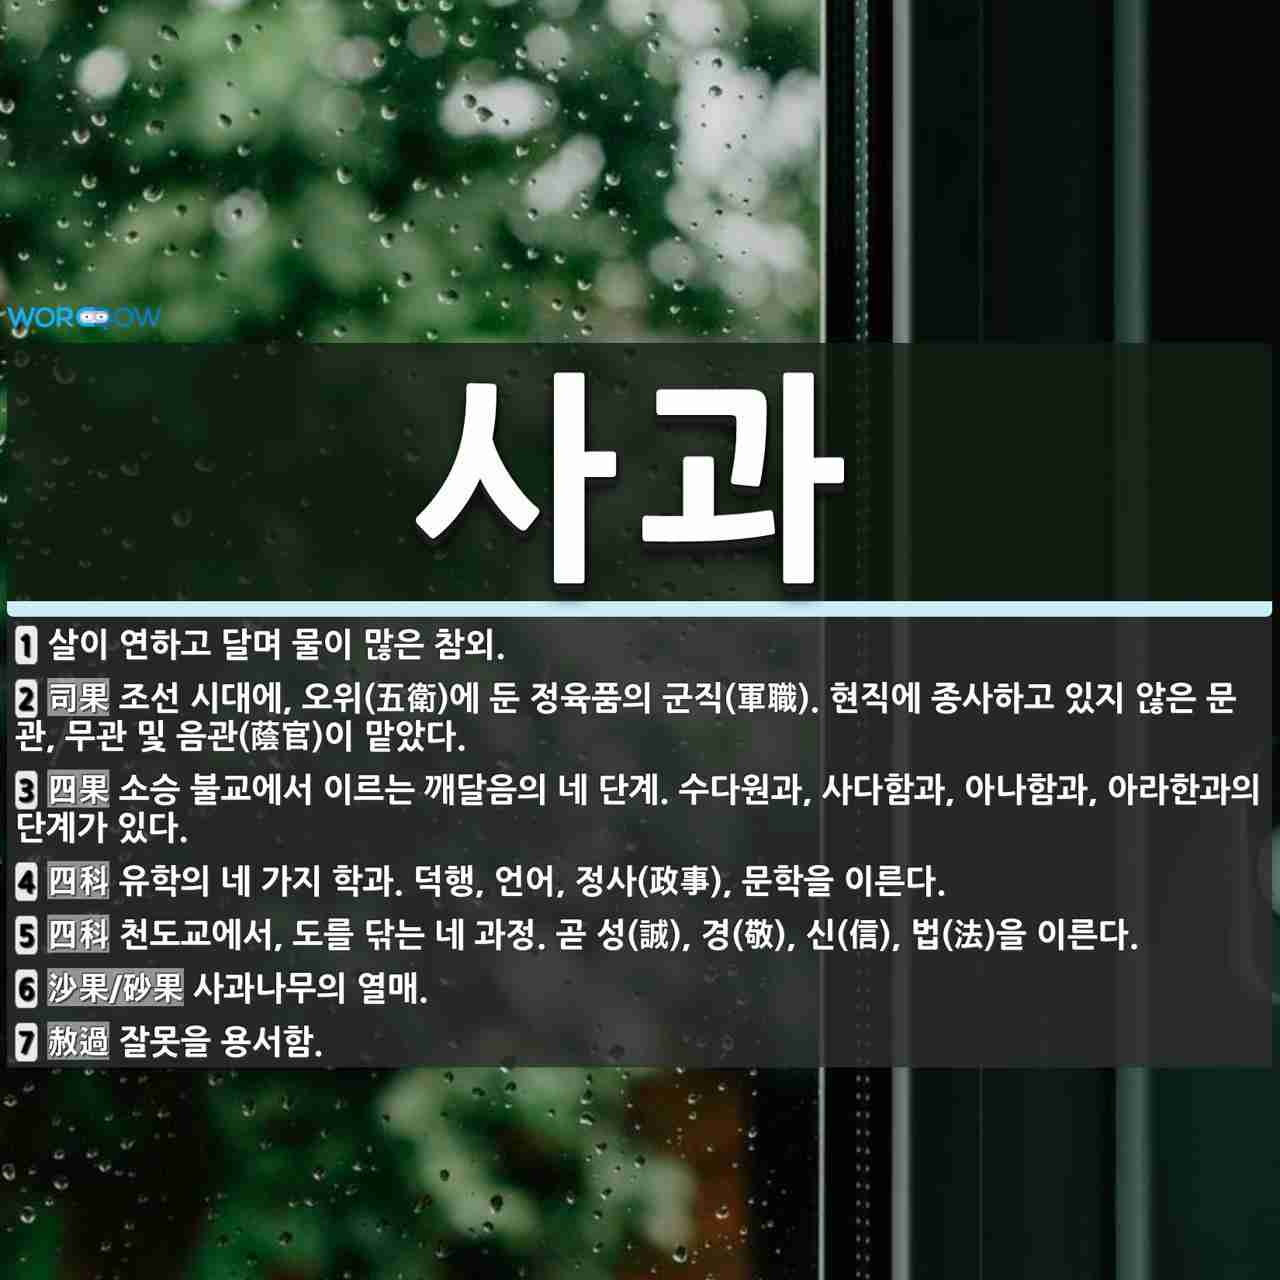 WORDROW
사과
1 살이 연하고 달며 물이 많은 참외.
2 司果 조선 시대에, 오위(五衛)에 둔 정육품의 군직(軍職). 현직에 종사하고 있지 않은 문
관, 무관 및 음관(蔭官)이 맡았다.
3 四果 소승 불교에서 이르는 깨달음의 네 단계. 수다원과, 사다함과, 아나함과, 아라한과의
단계가 있다.
4 四科 유학의 네 가지 학과. 덕행, 언어, 정사(政事), 문학을 이른다.
5 四科 천도교에서, 도를 닦는 네 과정. 곧 성(誠), 경(敬), 신(信), 법(法)을 이른다.
6 沙果/砂果 사과나무의 열매.
7 赦過 잘못을 용서함.